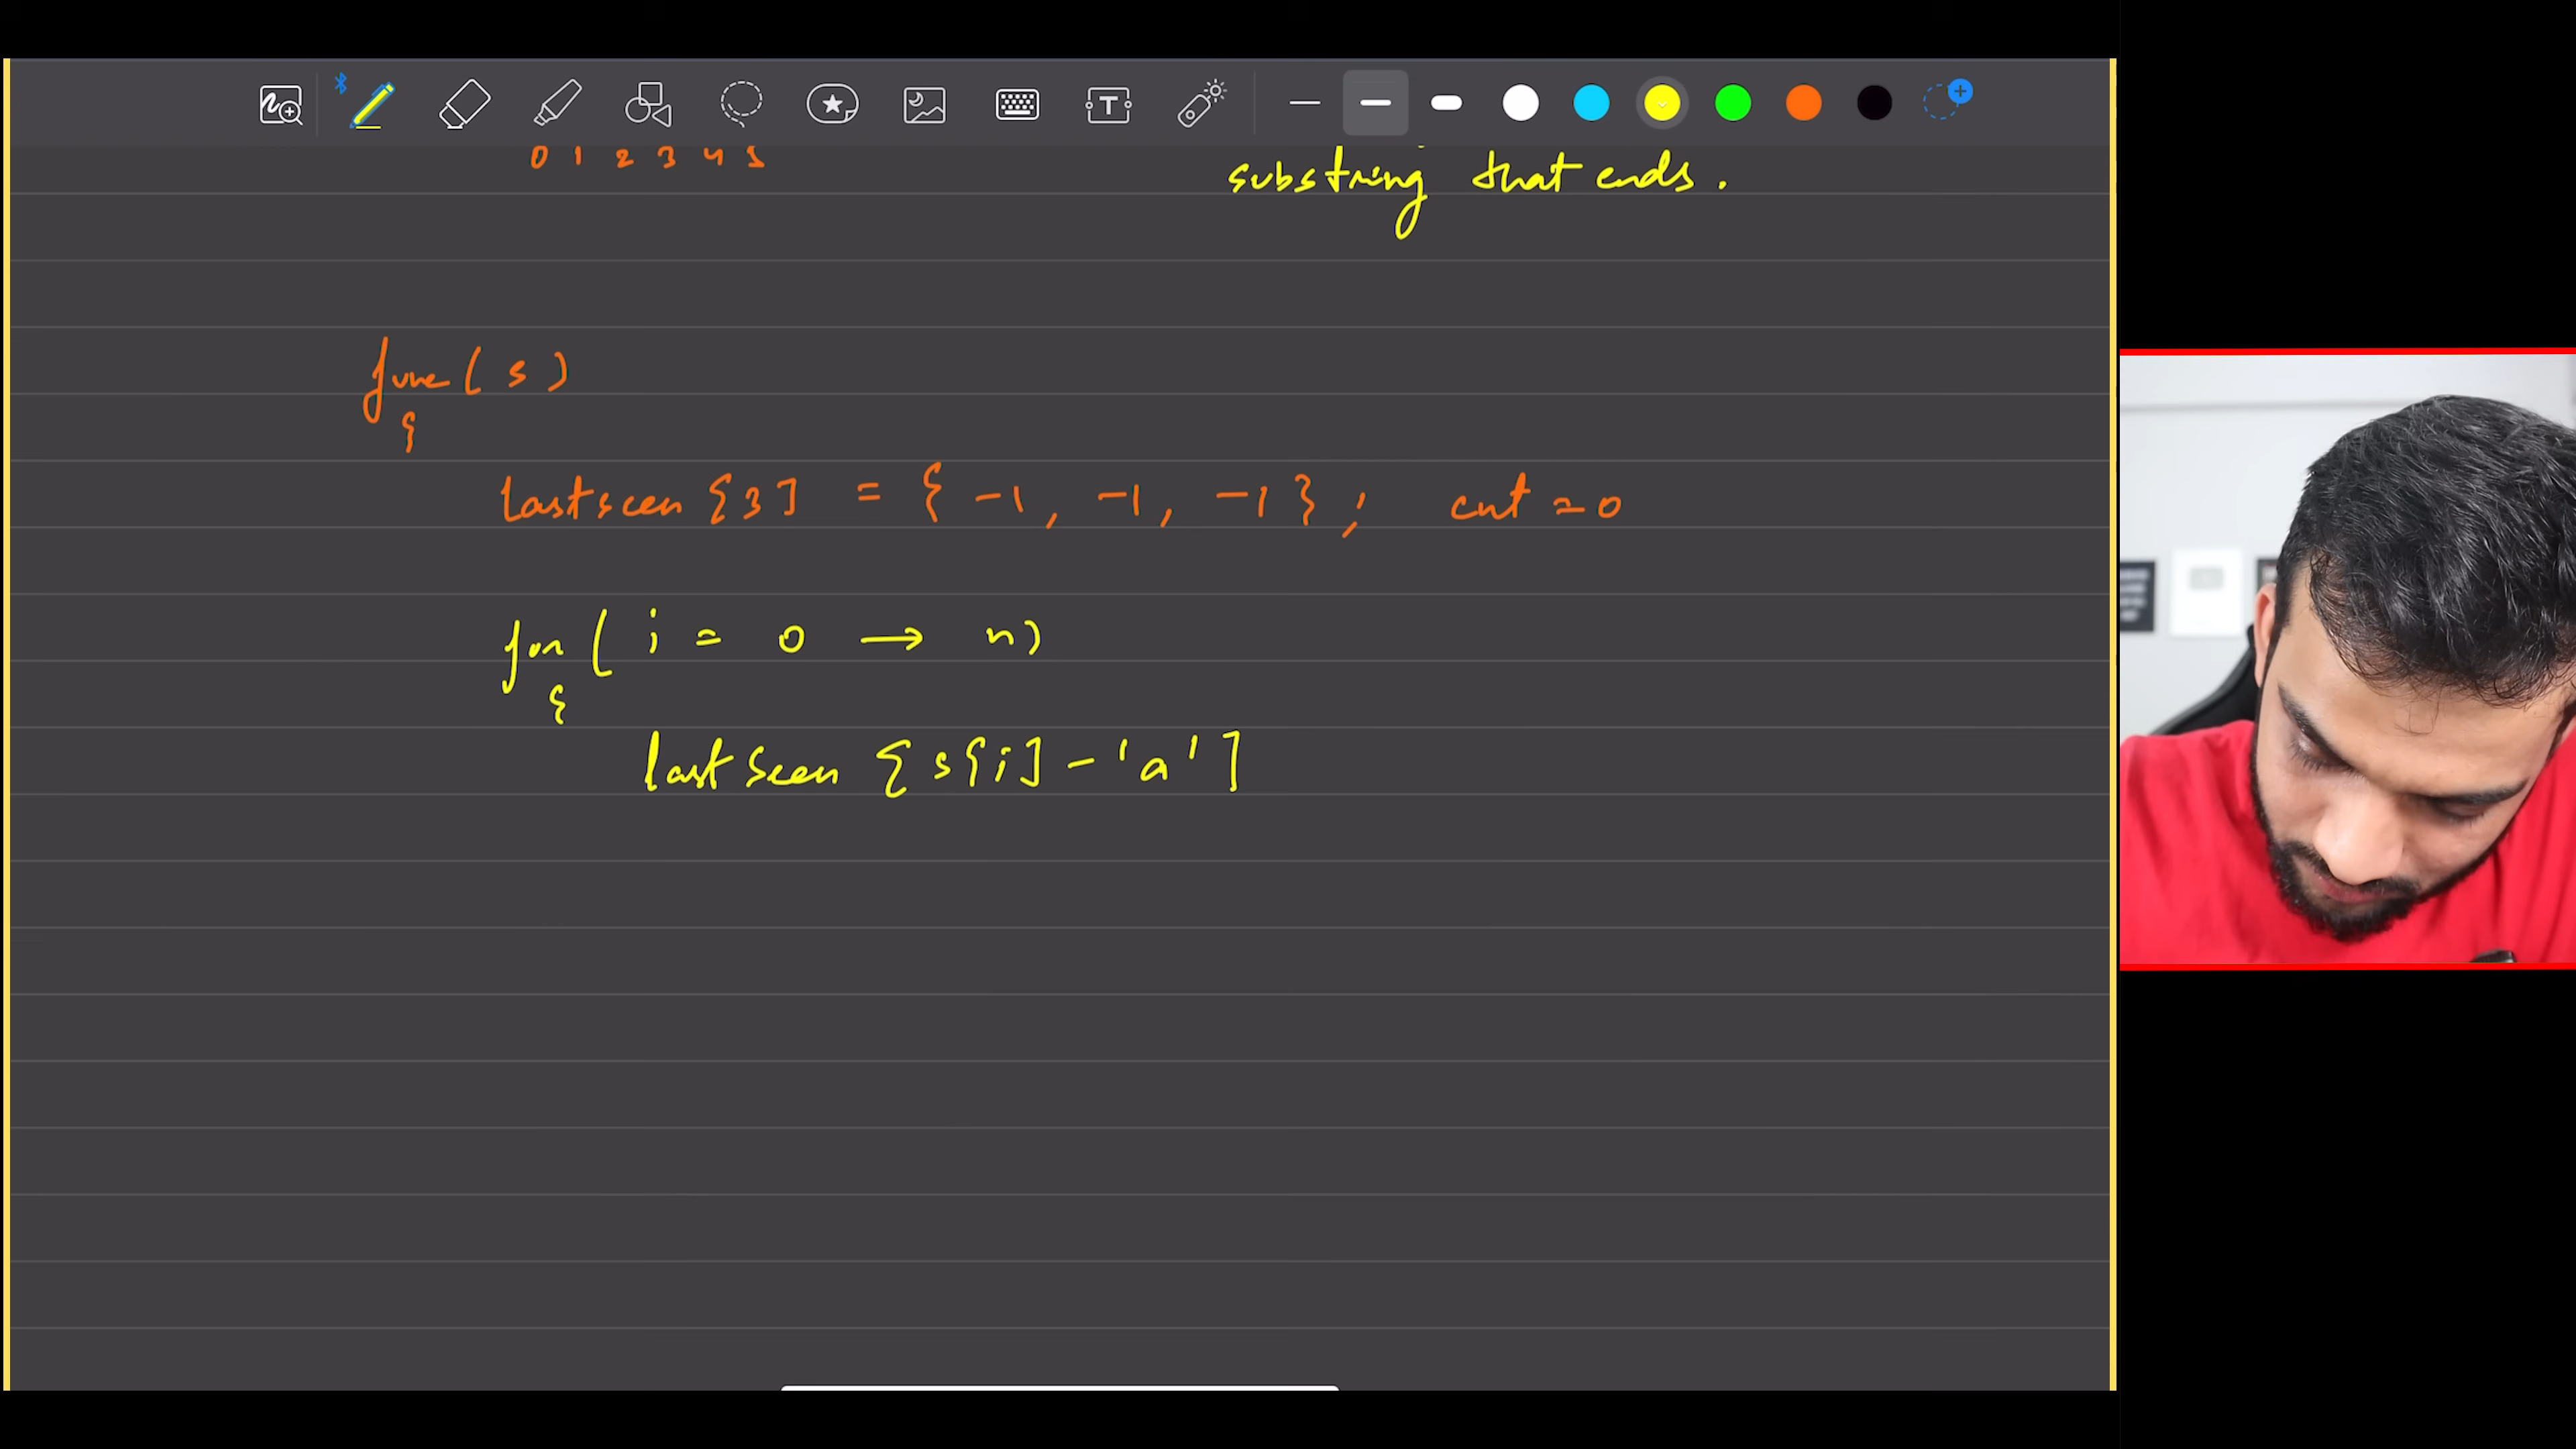 0 1 2 3 4 5
substring that ends.
func(s)
{
lastseen[3] = {-1, -1, -1}; cnt = 0
for(i = 0 → n)
{
lastseen[s[i]-'a']